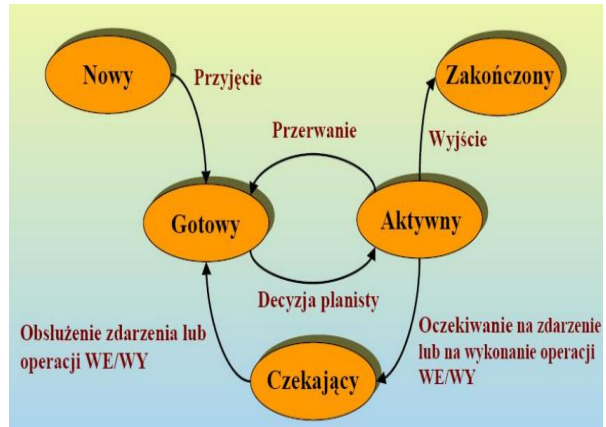 Nowy
Zakończony
Przyjęcie
Przerwanie
Wyjście
Gotowy
Aktywny
Decyzja planisty
Obsłużenie zdarzenia lub
operacji WE/WY
Oczekiwanie na zdarzenie
lub na wykonanie operacji
WE/WY
Czekający